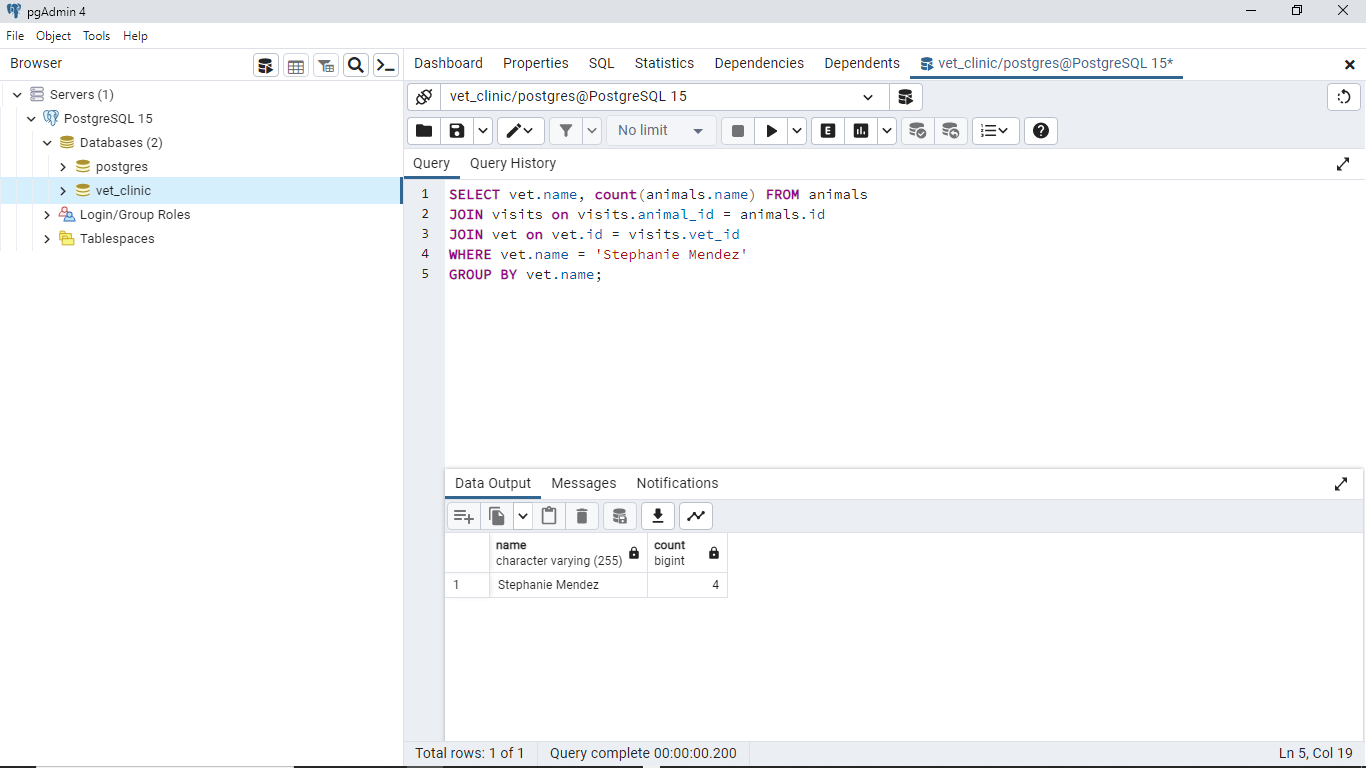 pgAdmin 4
File Object Tools Help
Browser
Dashboard Properties SQL Statistics Dependencies Dependents vet_clinic/postgres@PostgreSQL 15*
Servers (1)
PostgreSQL 15
Databases (2)
postgres
vet_clinic
Login/Group Roles
Tablespaces
vet_clinic/postgres@PostgreSQL 15
No limit
E
Query Query History
1 SELECT vet.name, count(animals.name) FROM animals
2 JOIN visits on visits.animal_id = animals.id
3 JOIN vet on vet.id = visits.vet_id
4 WHERE vet.name = 'Stephanie Mendez'
5 GROUP BY vet.name;
Data Output Messages Notifications
name count
character varying (255) bigint
1 Stephanie Mendez 4
Total rows: 1 of 1 Query complete 00:00:00.200 Ln 5, Col 19